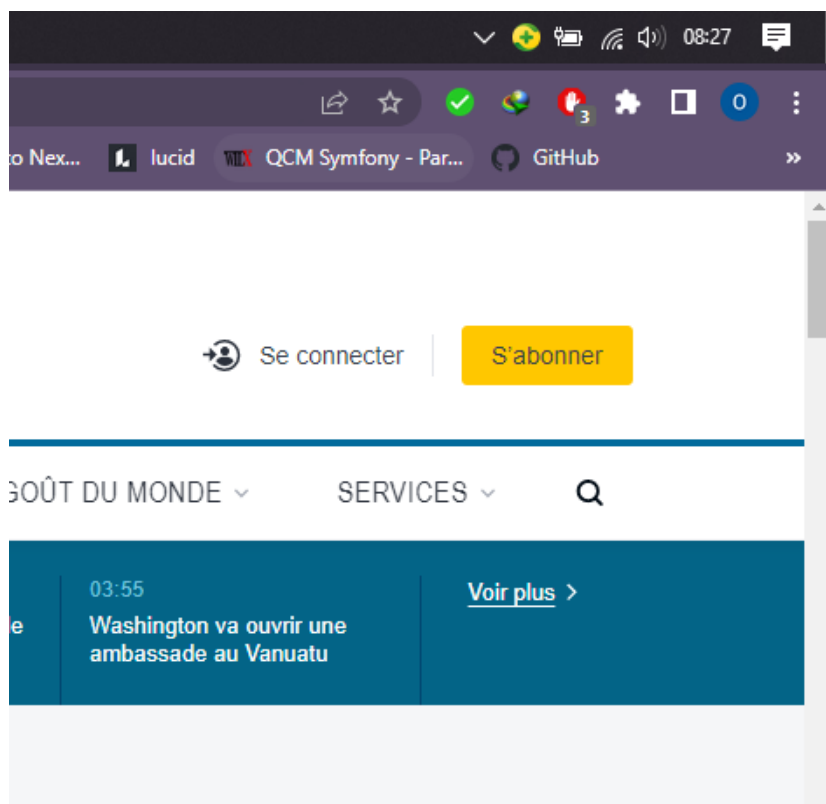 08:27
3
O
to Nex...
lucid
QCM Symfony - Par...
GitHub
»
Se connecter
S'abonner
GOÛT DU MONDE
SERVICES
03:55
Voir plus >
le
Washington va ouvrir une
ambassade au Vanuatu